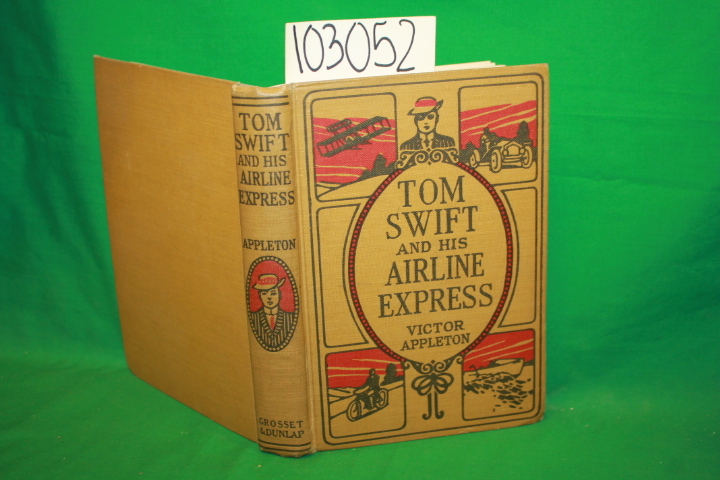 103052
TOM
SWIFT
AND HIS
AIRLINE
EXPRESS
APPLETON
GROSSET
& DUNLAP
TOM
SWIFT
AND HIS
AIRLINE
EXPRESS
VICTOR
APPLETON